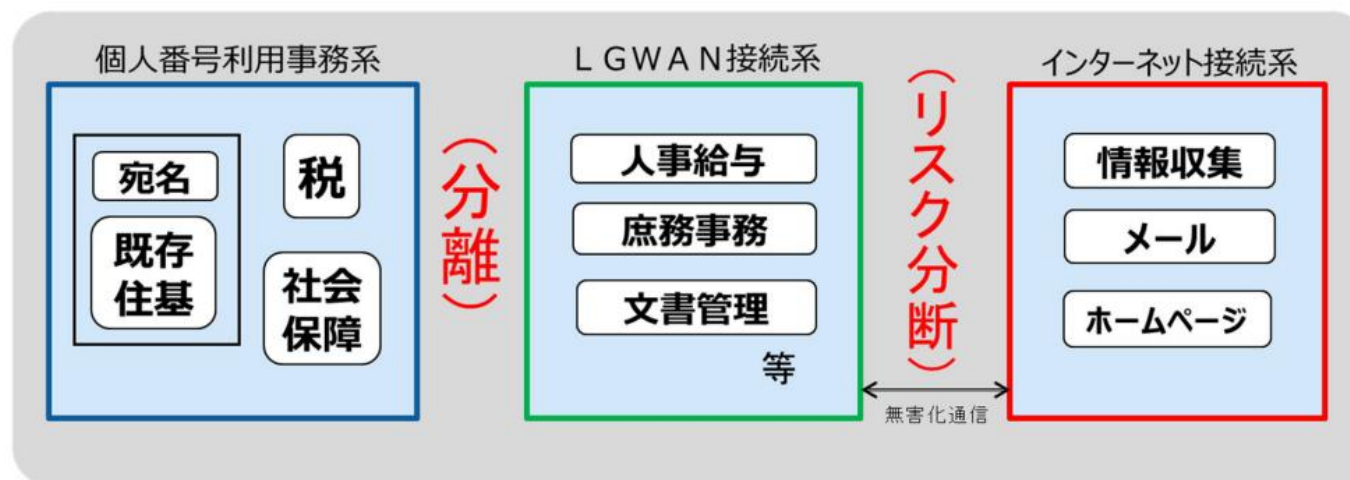 個人番号利用事務系
宛名
既存
住基
税
社会
保障
（分離）
ＬＧＷＡＮ接続系
人事給与
庶務事務
文書管理
等
（リスク分断）
無害化通信
インターネット接続系
情報収集
メール
ホームページ